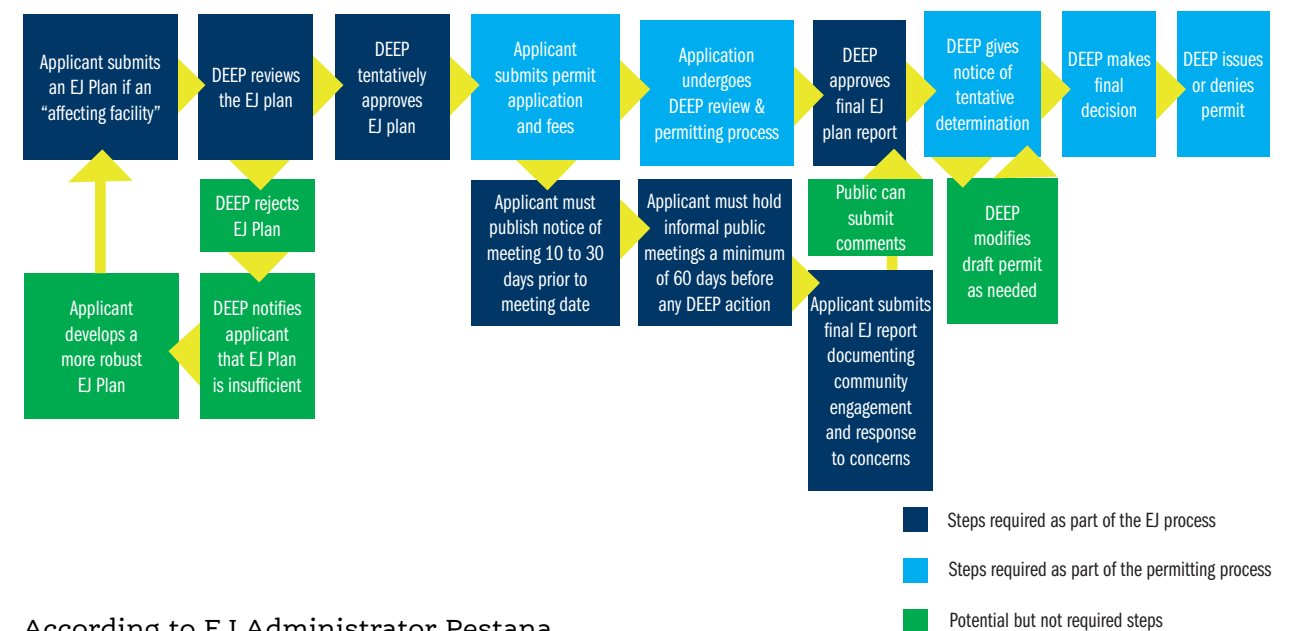 Applicant submits
an EJ Plan if an
“affecting facility”
DEEP reviews
the EJ plan
DEEP
tentatively
approves
EJ plan
Applicant
submits permit
application
and fees
Application
undergoes
DEEP review &
permitting process
DEEP
approves
final EJ
plan report
DEEP gives
notice of
tentative
determination
DEEP makes
final
decision
DEEP issues
or denies
permit
DEEP rejects
EJ Plan
Applicant must
publish notice of
meeting 10 to 30
days prior to
meeting date
Applicant must hold
informal public
meetings a minimum
of 60 days before
any DEEP acition
Public can
submit
comments
DEEP
modifies
draft permit
as needed
Applicant
develops a
more robust
EJ Plan
DEEP notifies
applicant
that EJ Plan
is insufficient
Applicant submits
final EJ report
documenting
community
engagement
and response
to concerns
Steps required as part of the EJ process
Steps required as part of the permitting process
Potential but not required steps
According to EJ Administrator Pestana